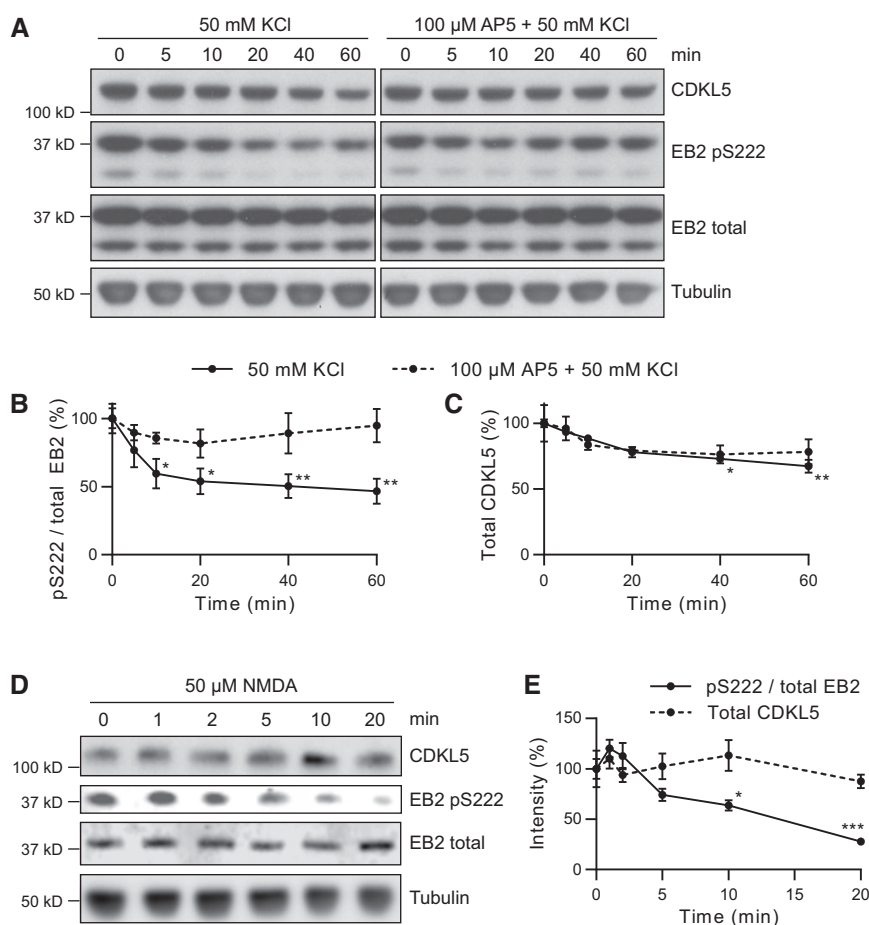 A
50 mM KCl
100 µM AP5 + 50 mM KCl
0 5 10 20 40 60 0 5 10 20 40 60 min
CDKL5
100 kD
37 kD
EB2 pS222
37 kD
EB2 total
50 kD
Tubulin
50 mM KCl
100 µM AP5 + 50 mM KCl
B
pS222 / total EB2 (%)
100
50
0
* * ** **
0 20 40 60
Time (min)
C
Total CDKL5 (%)
100
50
0
* **
0 20 40 60
Time (min)
D
50 µM NMDA
0 1 2 5 10 20 min
CDKL5
100 kD
37 kD
EB2 pS222
37 kD
EB2 total
50 kD
Tubulin
E
pS222 / total EB2
Total CDKL5
Intensity (%)
150
100
50
0
* ***
0 5 10 15 20
Time (min)